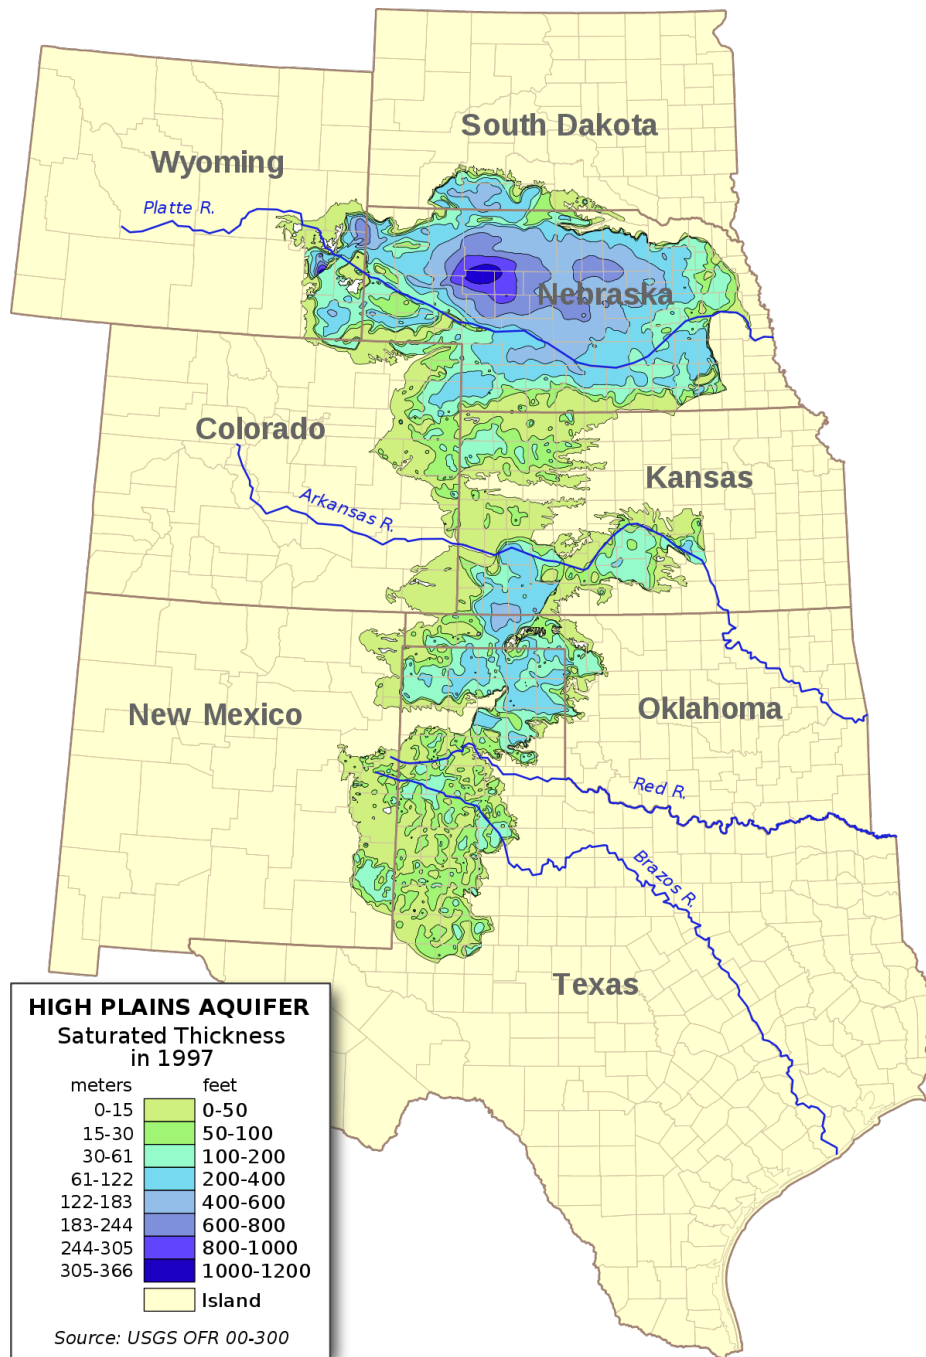 South Dakota
Wyoming
Platte R.
Nebraska
Colorado
Kansas
Arkansas R.
New Mexico
Oklahoma
Red R.
Brazos R.
Texas
HIGH PLAINS AQUIFER
Saturated Thickness
in 1997
meters feet
0-15 0-50
15-30 50-100
30-61 100-200
61-122 200-400
122-183 400-600
183-244 600-800
244-305 800-1000
305-366 1000-1200
Island
Source: USGS OFR 00-300